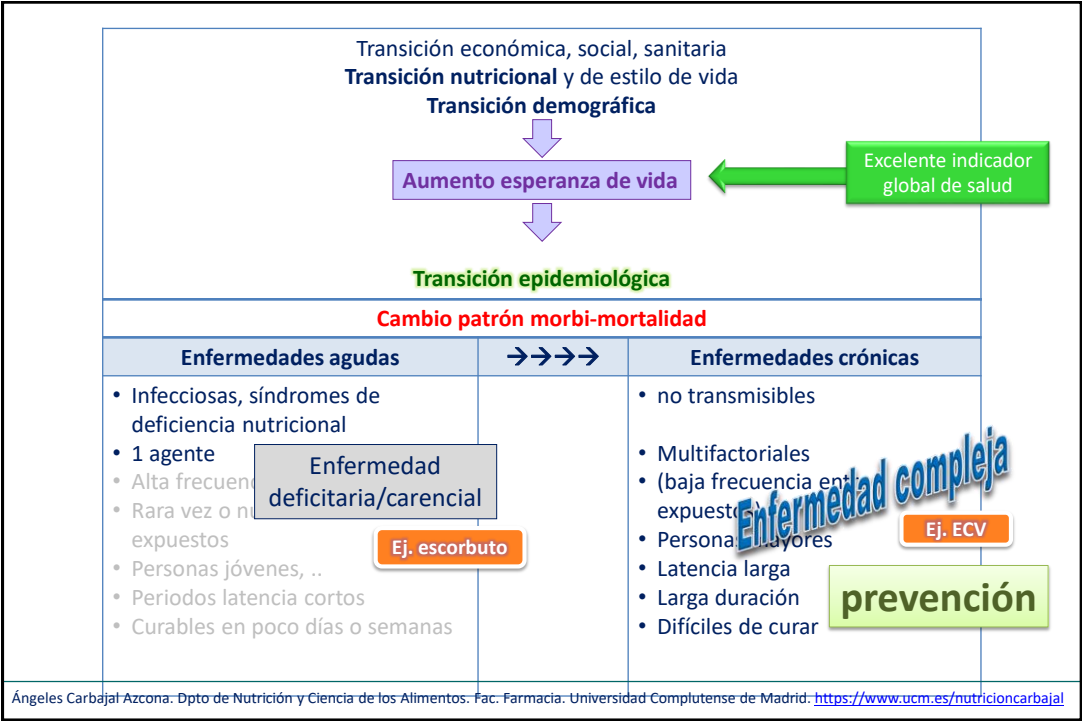 Transición económica, social, sanitaria
Transición nutricional y de estilo de vida
Transición demográfica
Aumento esperanza de vida
Excelente indicador
global de salud
Transición epidemiológica
Cambio patrón morbi-mortalidad
Enfermedades agudas
→→→→
Enfermedades crónicas
• Infecciosas, síndromes de
deficiencia nutricional
• 1 agente
• Alta
• Rara vez o
expuestos
• Personas jóvenes, ..
• Periodos latencia cortos
• Curables en poco días o semanas
Enfermedad
deficitaria/carencial
Ej. escorbuto
• no transmisibles
• Multifactoriales
• (baja frecuencia
• Latencia larga
• Larga duración
• Difíciles de curar
Enfermedad compleja
Ej. ECV
prevención
Ángeles Carbajal Azcona. Dpto de Nutrición y Ciencia de los Alimentos. Fac. Farmacia. Universidad Complutense de Madrid. https://www.ucm.es/nutricioncarbajal